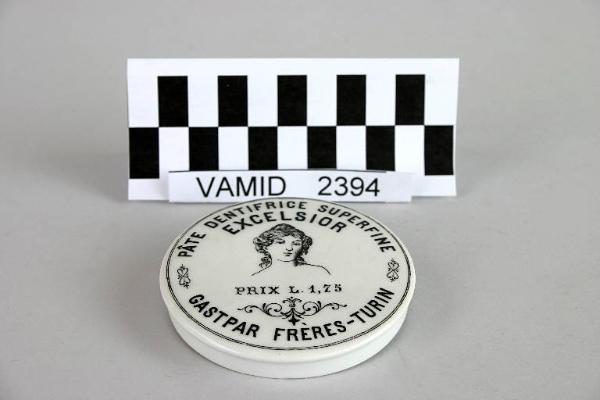 VAMID 2394
PÂTE DENTIFRICE SUPERFINE
EXCELSIOR
PRIX L. 1,75
GASTPAR FRÈRES-TURIN